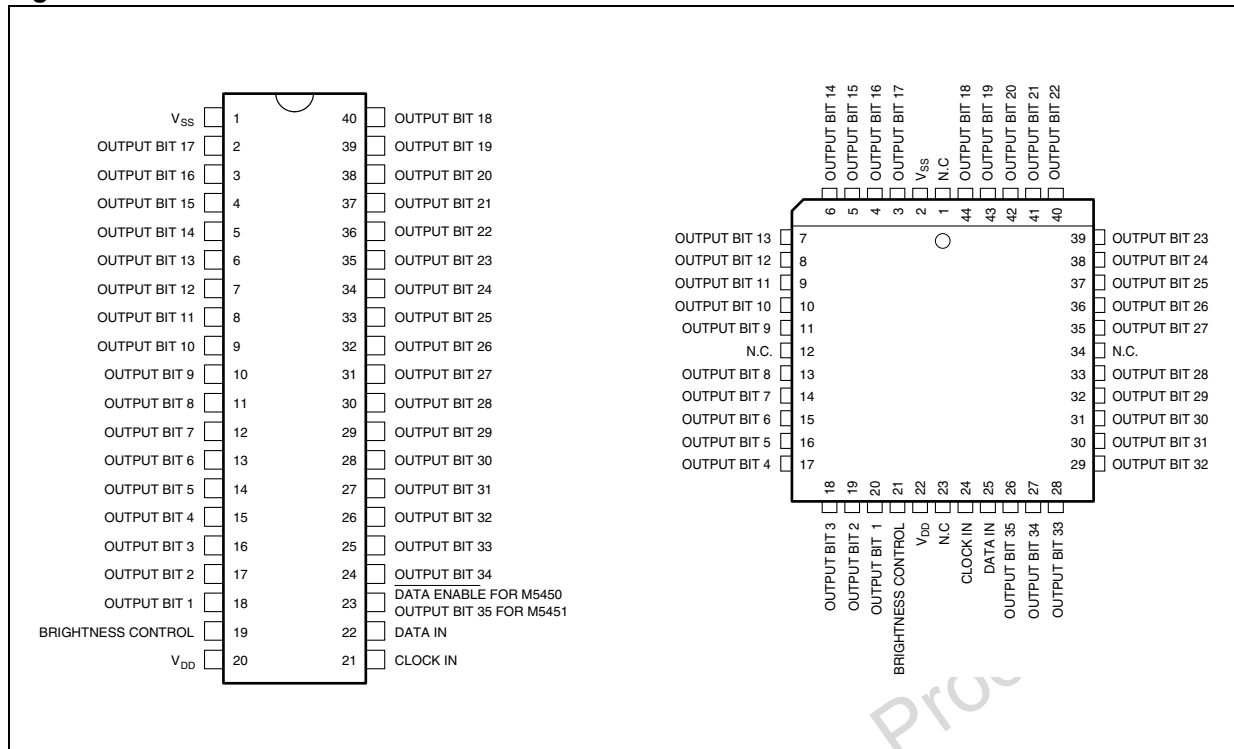 VSS 1 40 OUTPUT BIT 18
OUTPUT BIT 17 2 39 OUTPUT BIT 19
OUTPUT BIT 16 3 38 OUTPUT BIT 20
OUTPUT BIT 15 4 37 OUTPUT BIT 21
OUTPUT BIT 14 5 36 OUTPUT BIT 22
OUTPUT BIT 13 6 35 OUTPUT BIT 23
OUTPUT BIT 12 7 34 OUTPUT BIT 24
OUTPUT BIT 11 8 33 OUTPUT BIT 25
OUTPUT BIT 10 9 32 OUTPUT BIT 26
OUTPUT BIT 9 10 31 OUTPUT BIT 27
OUTPUT BIT 8 11 30 OUTPUT BIT 28
OUTPUT BIT 7 12 29 OUTPUT BIT 29
OUTPUT BIT 6 13 28 OUTPUT BIT 30
OUTPUT BIT 5 14 27 OUTPUT BIT 31
OUTPUT BIT 4 15 26 OUTPUT BIT 32
OUTPUT BIT 3 16 25 OUTPUT BIT 33
OUTPUT BIT 2 17 24 OUTPUT BIT 34
OUTPUT BIT 1 18 23 DATA ENABLE FOR M5450
OUTPUT BIT 35 FOR M5451
BRIGHTNESS CONTROL 19 22 DATA IN
VDD 20 21 CLOCK IN
OUTPUT BIT 14
OUTPUT BIT 15
OUTPUT BIT 16
OUTPUT BIT 17
VSS
N.C
OUTPUT BIT 18
OUTPUT BIT 19
OUTPUT BIT 20
OUTPUT BIT 21
OUTPUT BIT 22
6 5 4 3 2 1 44 43 42 41 40
OUTPUT BIT 13 7 39 OUTPUT BIT 23
OUTPUT BIT 12 8 38 OUTPUT BIT 24
OUTPUT BIT 11 9 37 OUTPUT BIT 25
OUTPUT BIT 10 10 36 OUTPUT BIT 26
OUTPUT BIT 9 11 35 OUTPUT BIT 27
N.C. 12 34 N.C.
OUTPUT BIT 8 13 33 OUTPUT BIT 28
OUTPUT BIT 7 14 32 OUTPUT BIT 29
OUTPUT BIT 6 15 31 OUTPUT BIT 30
OUTPUT BIT 5 16 30 OUTPUT BIT 31
OUTPUT BIT 4 17 29 OUTPUT BIT 32
18 19 20 21 22 23 24 25 26 27 28
OUTPUT BIT 3
OUTPUT BIT 2
OUTPUT BIT 1
BRIGHTNESS CONTROL
VDD
N.C
CLOCK IN
DATA IN
OUTPUT BIT 35
OUTPUT BIT 34
OUTPUT BIT 33